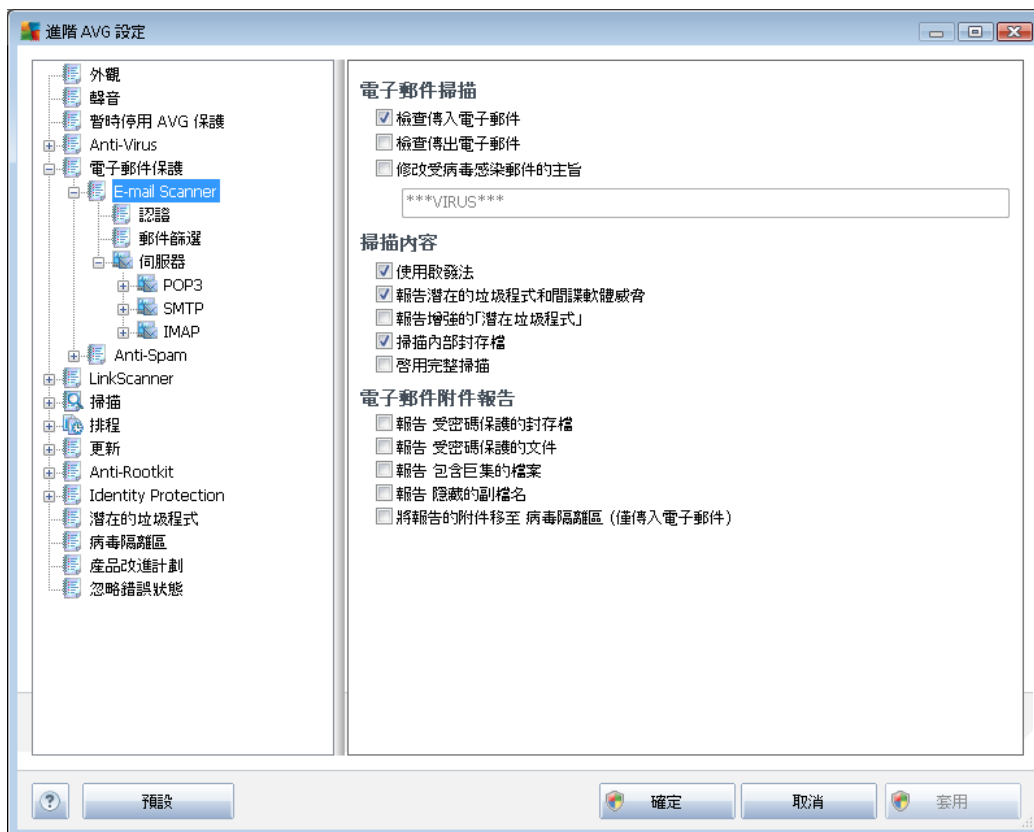 進階 AVG 設定
外觀
聲音
暫時停用 AVG 保護
Anti-Virus
電子郵件保護
E-mail Scanner
認證
郵件篩選
伺服器
POP3
SMTP
IMAP
Anti-Spam
LinkScanner
掃描
排程
更新
Anti-Rootkit
Identity Protection
潛在的垃圾程式
病毒隔離區
產品改進計劃
忽略錯誤狀態
電子郵件掃描
檢查傳入電子郵件
檢查傳出電子郵件
修改受病毒感染郵件的主旨
***VIRUS***
掃描內容
使用啟發法
報告潛在的垃圾程式和間諜軟體威脅
報告增強的「潛在垃圾程式」
掃描內部封存檔
啓用完整掃描
電子郵件附件報告
報告 受密碼保護的封存檔
報告 受密碼保護的文件
報告 包含巨集的檔案
報告 隱藏的副檔名
將報告的附件移至 病毒隔離區 (僅傳入電子郵件)
?
預設
確定
取消
套用